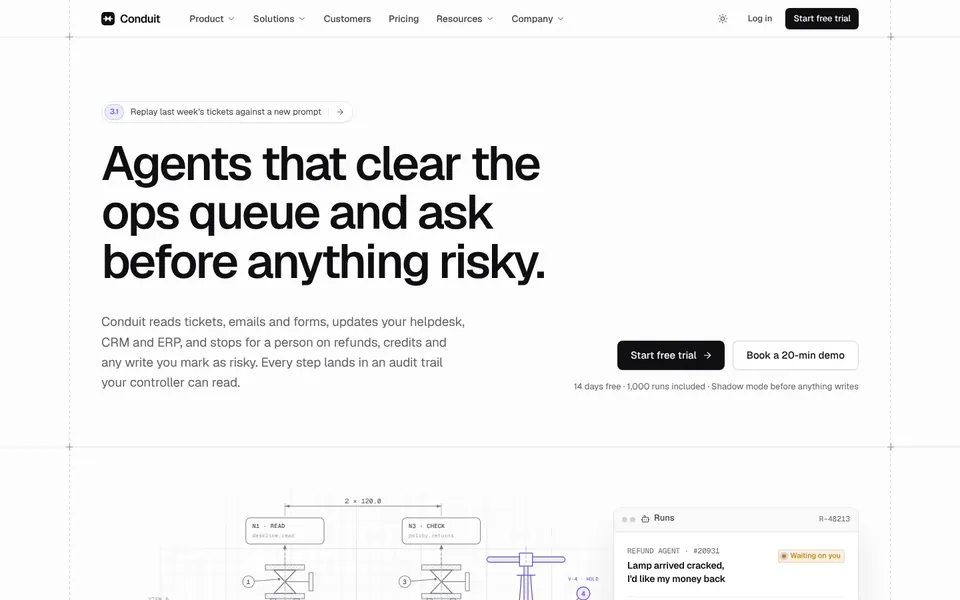 Conduit
Product
Solutions
Customers
Pricing
Resources
Company
Log in
Start free trial
3.1 Replay last week's tickets against a new prompt
Agents that clear the
ops queue and ask
before anything risky.
Conduit reads tickets, emails and forms, updates your helpdesk,
CRM and ERP, and stops for a person on refunds, credits and
any write you mark as risky. Every step lands in an audit trail
your controller can read.
Start free trial
Book a 20-min demo
14 days free · 1,000 runs included · Shadow mode before anything writes
2 × 120.0
N1 · READ
deskline.read
N3 · CHECK
policy.returns
1
3
V-4 · HOLD
4
Runs
R-48213
REFUND AGENT · #20931
Waiting on you
Lamp arrived cracked,
I'd like my money back